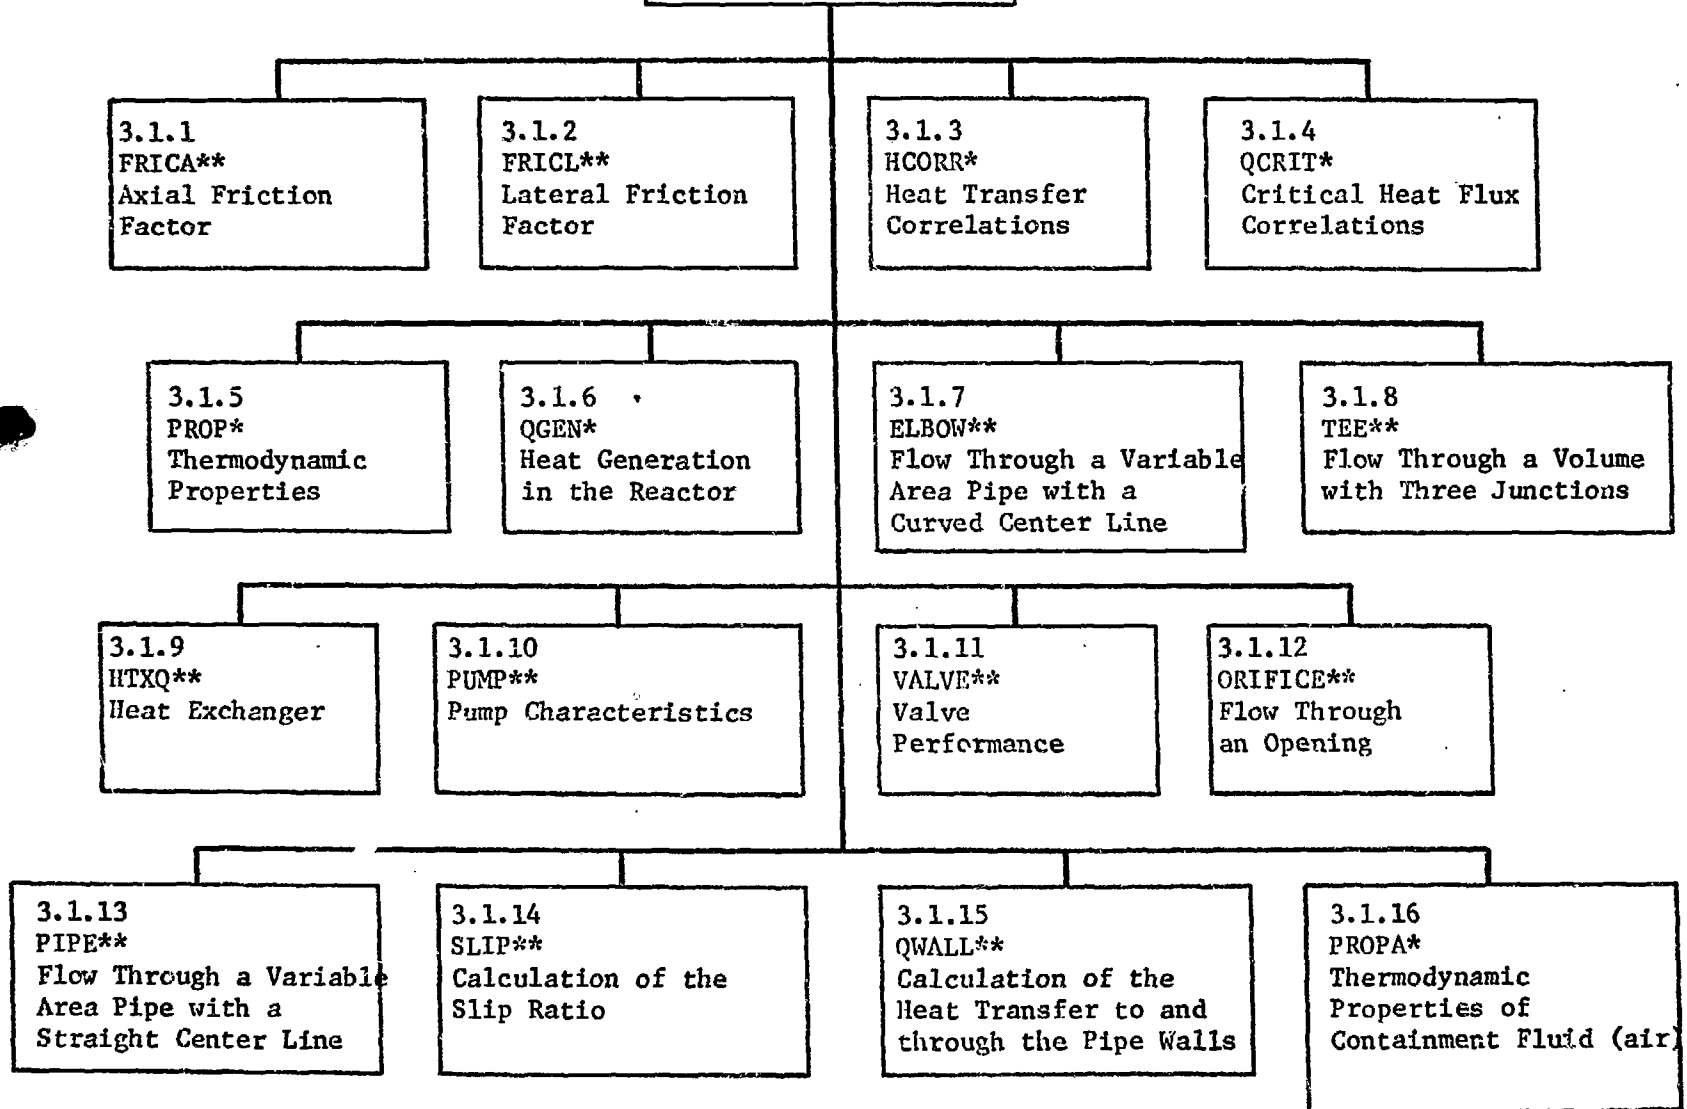 3.1.1
FRICA**
Axial Friction
Factor
3.1.2
FRICL**
Lateral Friction
Factor
3.1.3
HCORR*
Heat Transfer
Correlations
3.1.4
QCRIT*
Critical Heat Flux
Correlations
3.1.5
PROP*
Thermodynamic
Properties
3.1.6
QGEN*
Heat Generation
in the Reactor
3.1.7
ELBOW**
Flow Through a Variable
Area Pipe with a
Curved Center Line
3.1.8
TEE**
Flow Through a Volume
with Three Junctions
3.1.9
HTXQ**
Heat Exchanger
3.1.10
PUMP**
Pump Characteristics
3.1.11
VALVE**
Valve
Performance
3.1.12
ORIFICE**
Flow Through
an Opening
3.1.13
PIPE**
Flow Through a Variable
Area Pipe with a
Straight Center Line
3.1.14
SLIP**
Calculation of the
Slip Ratio
3.1.15
QWALL**
Calculation of the
Heat Transfer to and
through the Pipe Walls
3.1.16
PROPA*
Thermodynamic
Properties of
Containment Fluid (air)